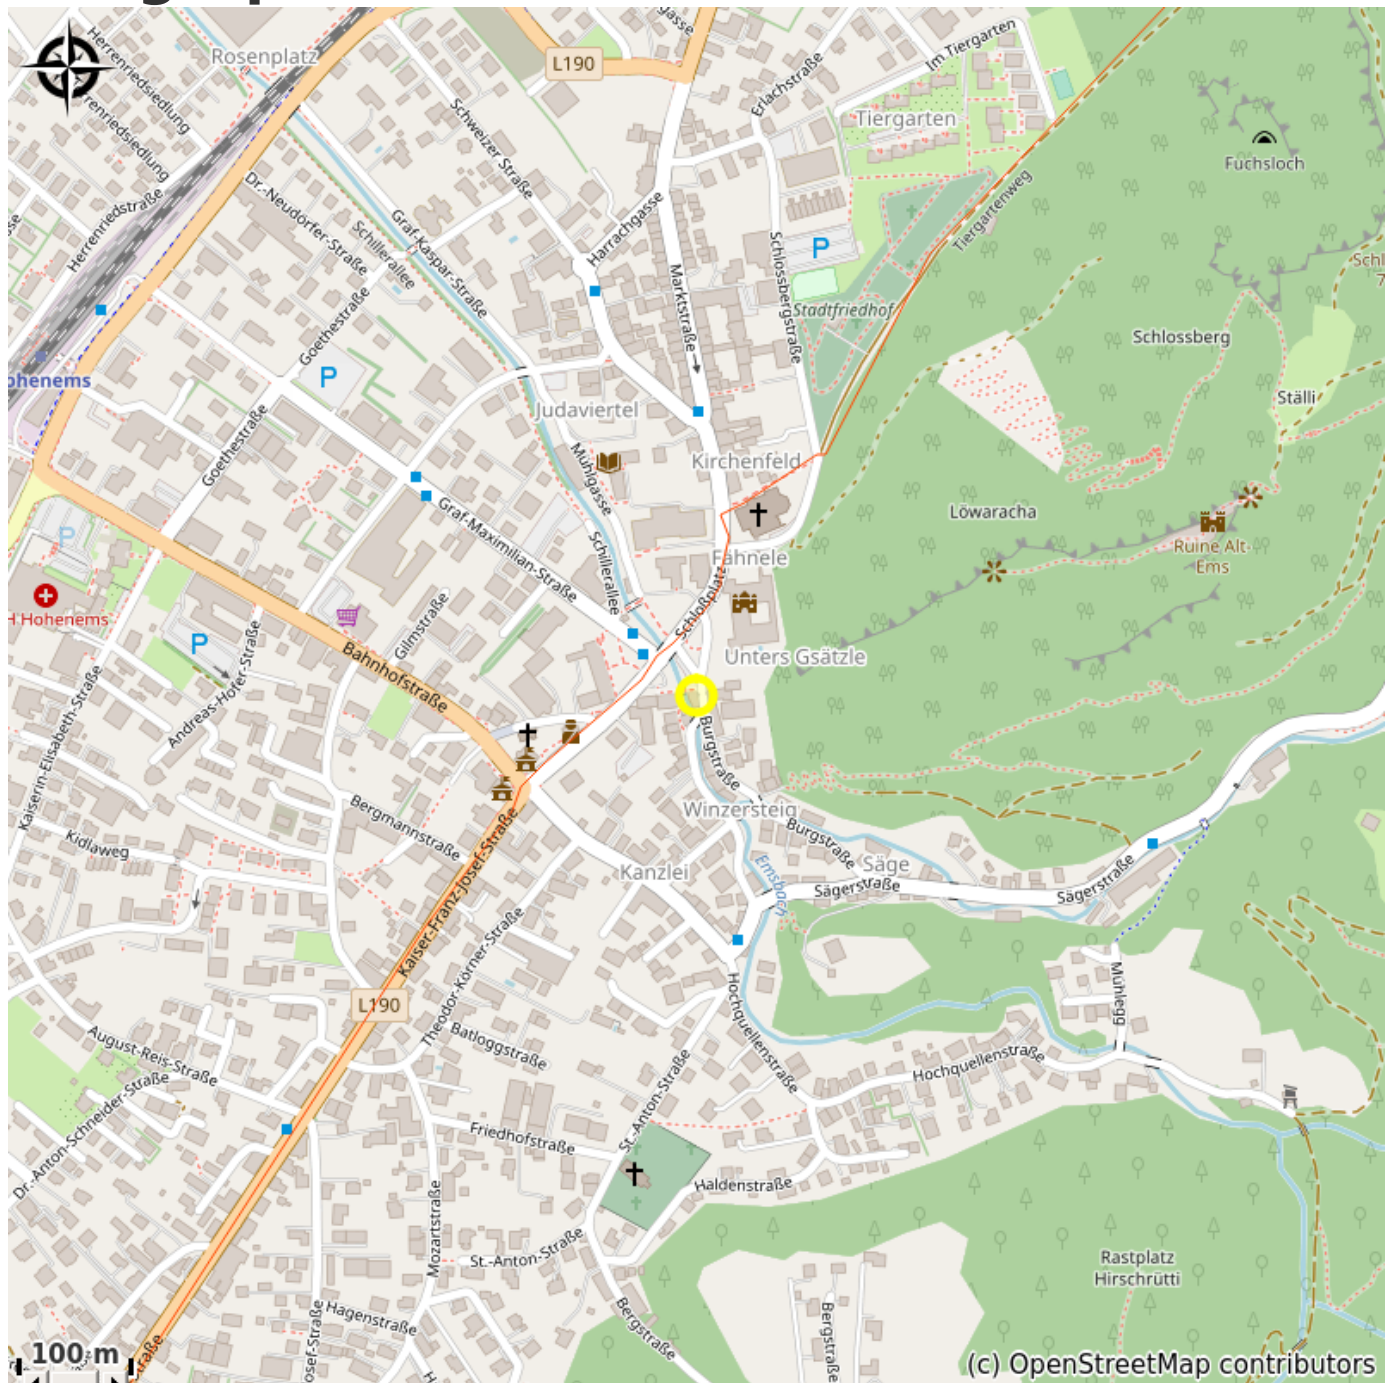 Rosenplatz
Herrenriedsiedlung
Herrenriedstraße
L190
Schweizer Straße
Erlachstraße
Im Tiergarten
Tiergarten
Fuchsloch
Dr.-Neudorfer-Straße
Schillerallee
Graf-Kaspar-Straße
Harrachgasse
Marktstraße
Schlossbergstraße
Tiergartenweg
Stadtfriedhof
P
Goethestraße
P
Schlossberg
Ställi
Judaviertel
Goethestraße
Mühlgasse
Kirchenfeld
Graf-Maximilian-Straße
Löwaracha
Ruine Alt-
Ems
P
Schillerallee
Fahnele
Schloßplatz
H Hohenems
P
Gilmstraße
Bahnhofstraße
Unters Gsätzle
Andreas-Hofer-Straße
Kaiserin-Elisabeth-Straße
Burgstraße
Bergmannstraße
Winzersteig
Burgstraße
Kidlaweg
Kanzlei
Emsbach
Säge
Sägerstraße
Sägerstraße
Kaiser-Franz-Josef-Straße
Theodor-Körner-Straße
L190
Batloggstraße
Hochquellenstraße
Mühlegg
August-Reis-Straße
Hochquellenstraße
Dr.-Anton-Schneider-Straße
St.-Anton-Straße
Friedhofstraße
Haldenstraße
Mozartstraße
St.-Anton-Straße
Rastplatz
Hirschrütti
Hagenstraße
Bergstraße
Bergstraße
100 m
(c) OpenStreetMap contributors